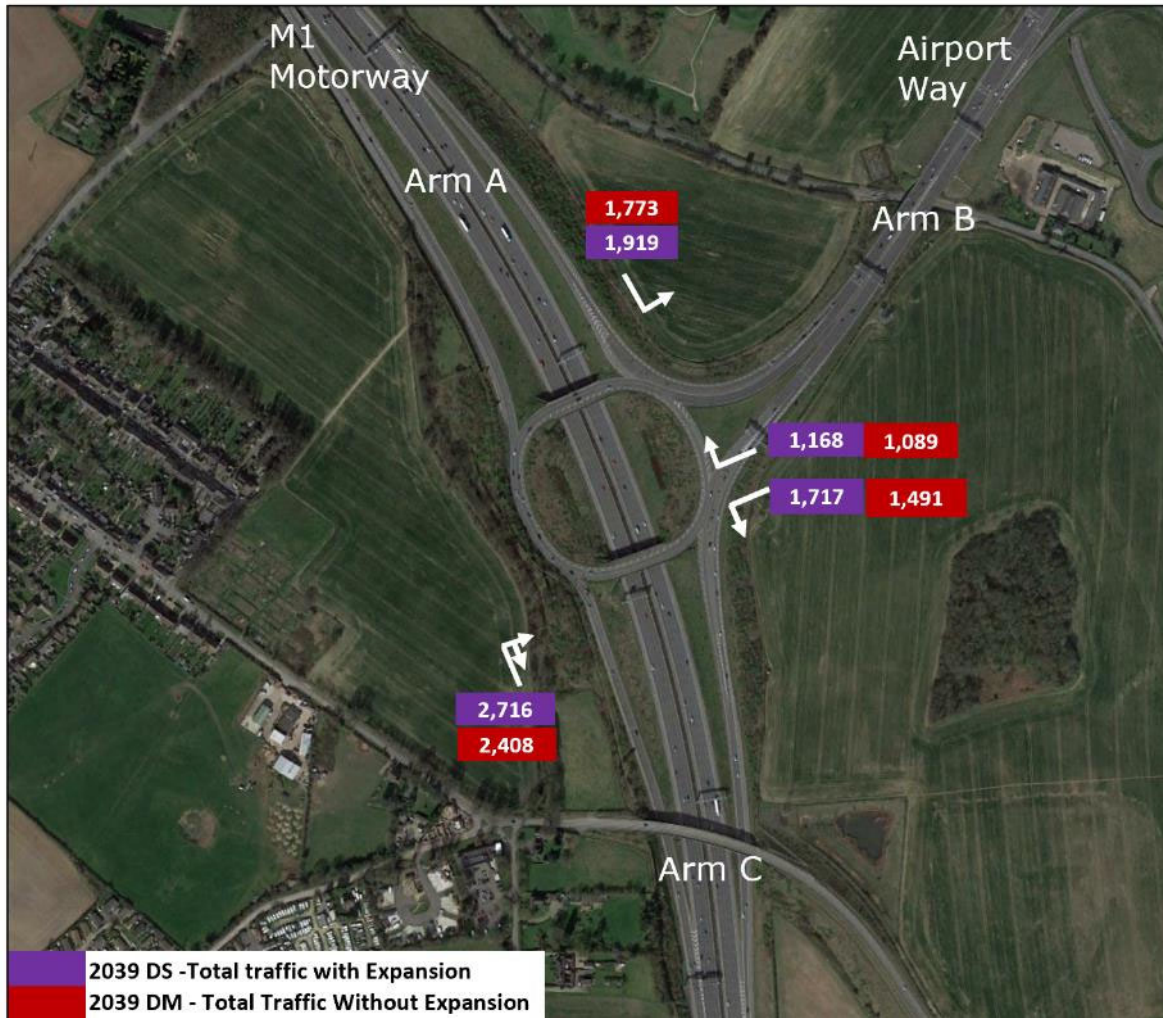 M1
Motorway
Airport
Way
Arm A
1,773
1,919
Arm B
1,168 1,089
1,717 1,491
2,716
2,408
Arm C
2039 DS -Total traffic with Expansion
2039 DM - Total Traffic Without Expansion